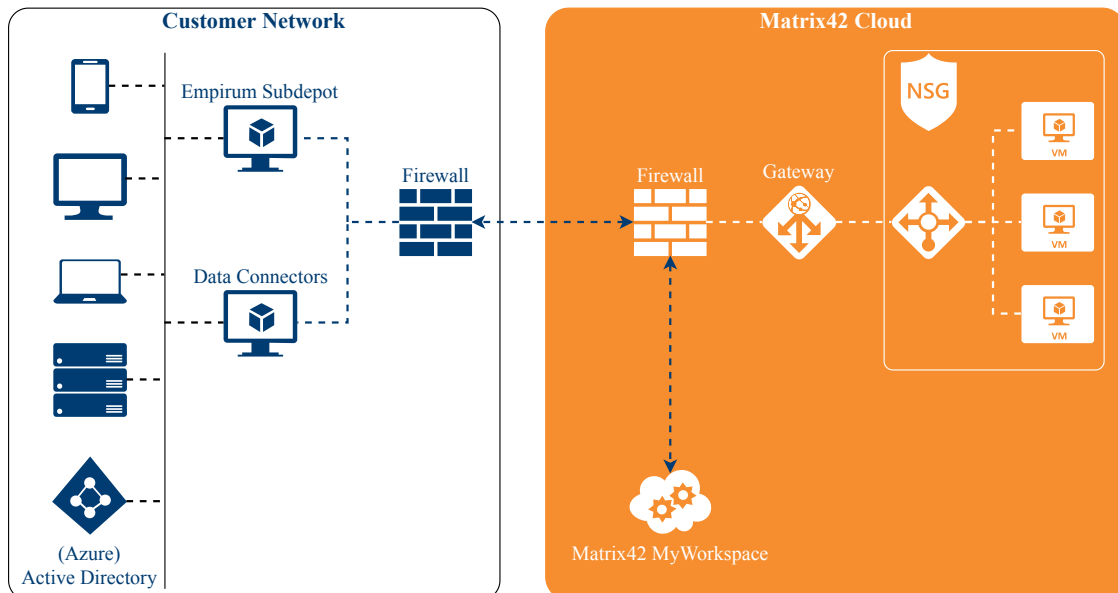 Customer Network
Matrix42 Cloud
NSG
Empirum Subdepot
VM
Firewall
Firewall
Gateway
VM
Data Connectors
VM
(Azure)
Active Directory
Matrix42 MyWorkspace